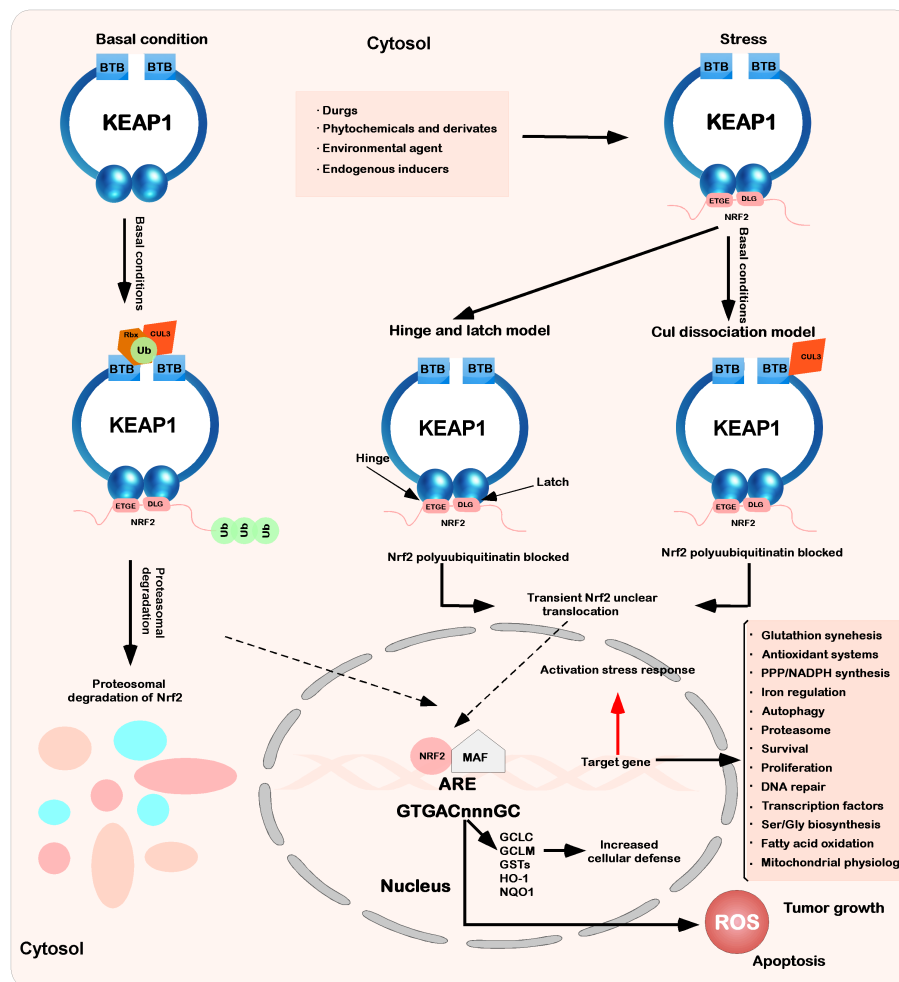 Basal condition
Cytosol
Stress
BTB BTB
KEAP1
· Durgs
· Phytochemicals and derivates
· Environmental agent
· Endogenous inducers
BTB BTB
KEAP1
ETGE DLG
NRF2
Basal conditions
Basal conditions
Hinge and latch model
Cul dissociation model
Rbx CUL3
Ub
BTB BTB
KEAP1
ETGE DLG
NRF2
Ub Ub Ub
BTB BTB
KEAP1
Hinge
Latch
ETGE DLG
NRF2
CUL3
BTB BTB
KEAP1
ETGE DLG
NRF2
Nrf2 polyuubiquitinatin blocked
Nrf2 polyuubiquitinatin blocked
Proteasomal
degradation
Proteosomal
degradation of Nrf2
Transient Nrf2 unclear
translocation
Activation stress response
NRF2 MAF
ARE
GTGACnnnGC
Target gene
GCLC
GCLM
GSTs
HO-1
NQO1
Increased
cellular defense
Nucleus
· Glutathion synehesis
· Antioxidant systems
· PPP/NADPH synthesis
· Iron regulation
· Autophagy
· Proteasome
· Survival
· Proliferation
· DNA repair
· Transcription factors
· Ser/Gly biosynthesis
· Fatty acid oxidation
· Mitochondrial physiolog
ROS
Tumor growth
Apoptosis
Cytosol